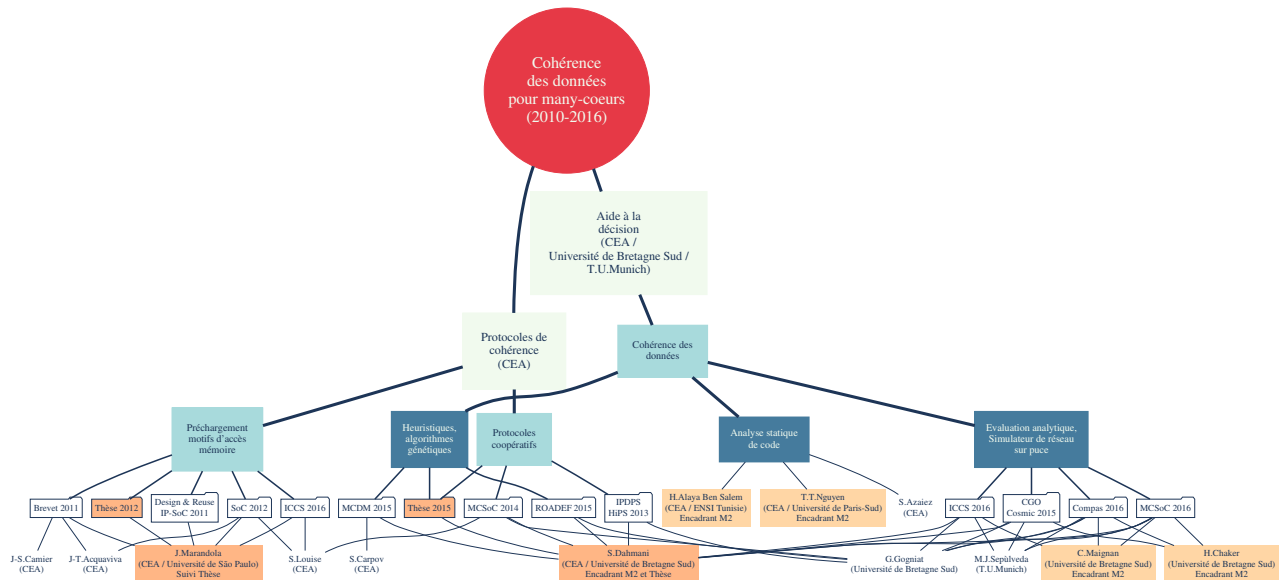 Cohérence
des données
pour many-coeurs
(2010-2016)
Aide à la
décision
(CEA /
Université de Bretagne Sud /
T.U.Munich)
Protocoles de
cohérence
(CEA)
Cohérence des
données
Préchargement
motifs d'accès
mémoire
Heuristiques,
algorithmes
génétiques
Protocoles
coopératifs
Analyse statique
de code
Evaluation analytique,
Simulateur de réseau
sur puce
Brevet 2011
Thèse 2012
Design & Reuse
IP-SoC 2011
SoC 2012
ICCS 2016
MCDM 2015
Thèse 2015
MCSoC 2014
ROADEF 2015
IPDPS
HiPS 2013
H.Alaya Ben Salem
(CEA / ENSI Tunisie)
Encadrant M2
T.T.Nguyen
(CEA / Université de Paris-Sud)
Encadrant M2
S.Azaiez
(CEA)
ICCS 2016
CGO
Cosmic 2015
Compas 2016
MCSoC 2016
J-S.Camier
(CEA)
J-T.Acquaviva
(CEA)
J.Marandola
(CEA / Université de São Paulo)
Suivi Thèse
S.Louise
(CEA)
S.Carpov
(CEA)
S.Dahmani
(CEA / Université de Bretagne Sud)
Encadrant M2 et Thèse
G.Gogniat
(Université de Bretagne Sud)
M.J.Sepúlveda
(T.U.Munich)
C.Maignan
(Université de Bretagne Sud)
Encadrant M2
H.Chaker
(Université de Bretagne Sud)
Encadrant M2